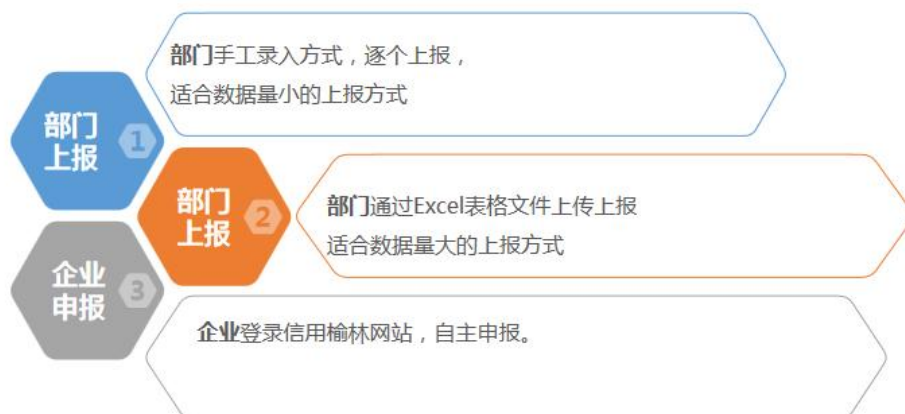 部门手工录入方式，逐个上报，
适合数据量小的上报方式
部门
上报
1
部门
上报
2
部门通过Excel表格文件上传上报
适合数据量大的上报方式
企业
申报
3
企业登录信用榆林网站，自主申报。